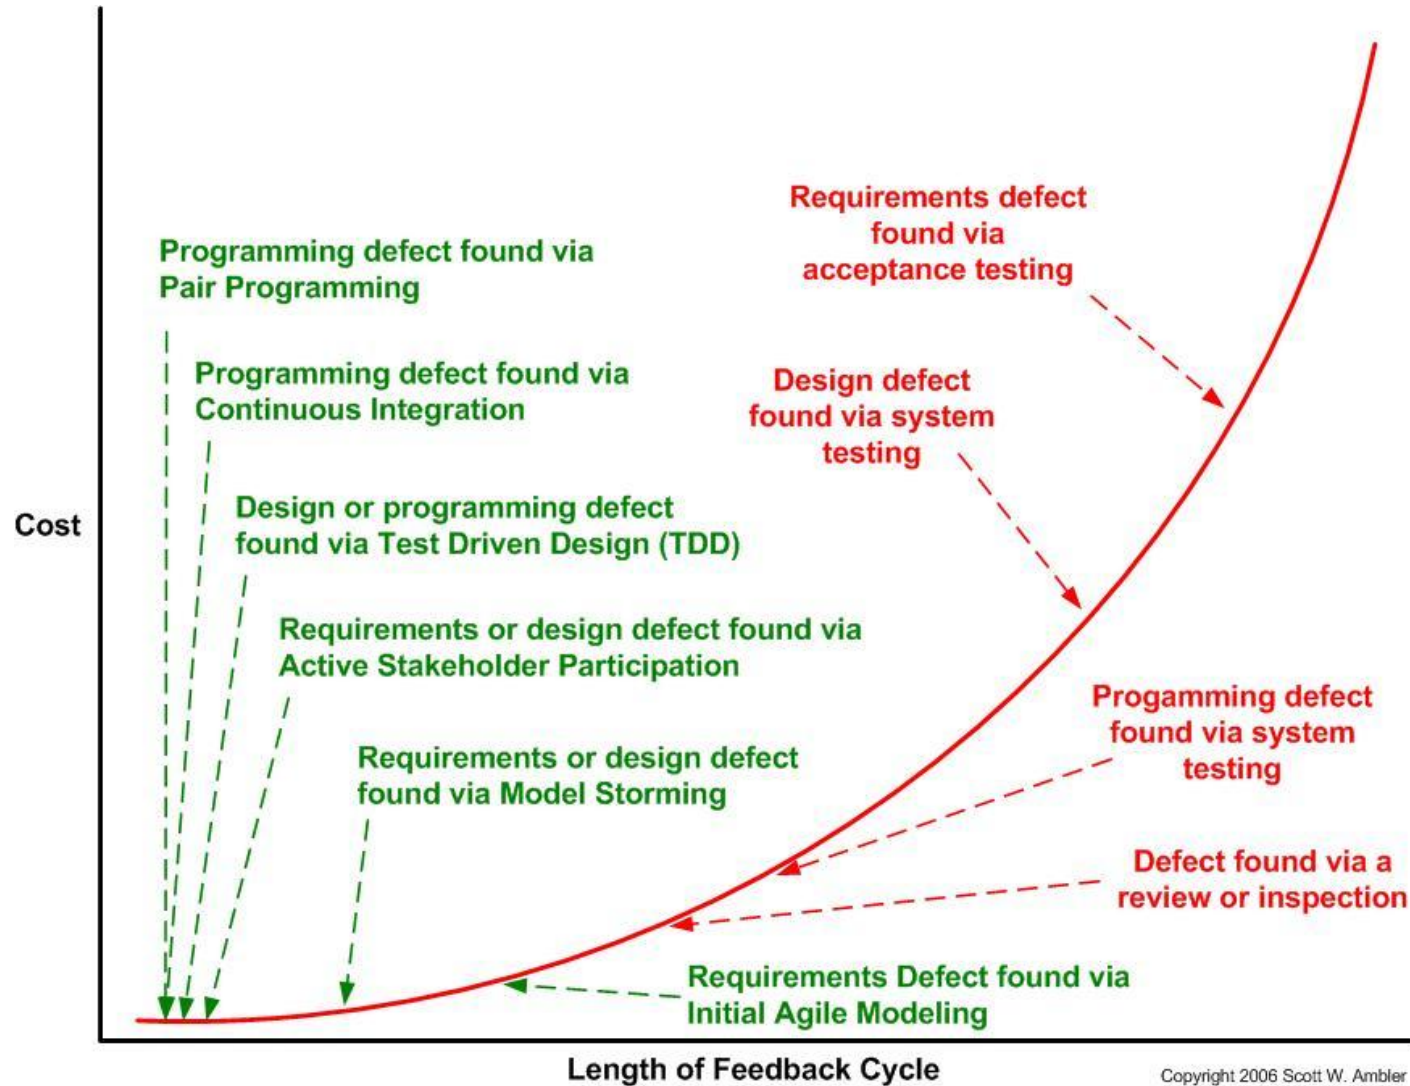 Programming defect found via
Pair Programming
Programming defect found via
Continuous Integration
Design or programming defect
found via Test Driven Design (TDD)
Requirements or design defect found via
Active Stakeholder Participation
Requirements or design defect
found via Model Storming
Requirements defect
found via
acceptance testing
Design defect
found via system
testing
Progamming defect
found via system
testing
Defect found via a
review or inspection
Requirements Defect found via
Initial Agile Modeling
Cost
Length of Feedback Cycle
Copyright 2006 Scott W. Ambler